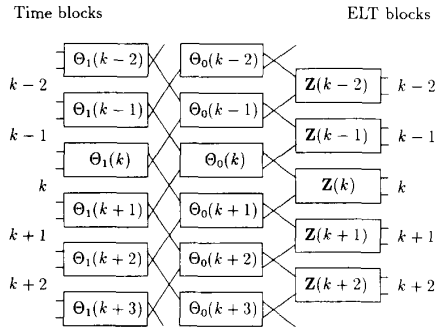 Time blocks ELT blocks
Θ₁(k − 2) Θ₀(k − 2)
k − 2 Z(k − 2) k − 2
Θ₁(k − 1) Θ₀(k − 1)
k − 1 Z(k − 1) k − 1
Θ₁(k) Θ₀(k)
k Z(k) k
Θ₁(k + 1) Θ₀(k + 1)
k + 1 Z(k + 1) k + 1
Θ₁(k + 2) Θ₀(k + 2)
k + 2 Z(k + 2) k + 2
Θ₁(k + 3) Θ₀(k + 3)